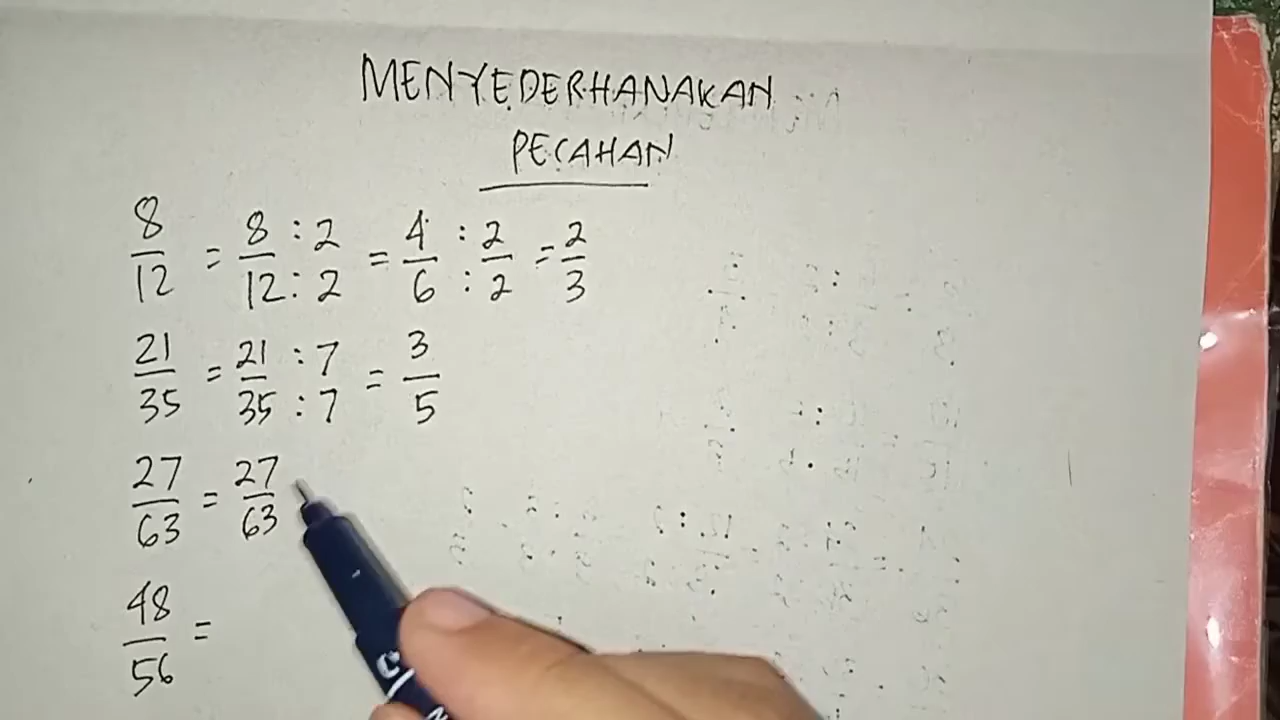 MENYEDERHANAKAN
PECAHAN
8/12 = 8 : 2/12 : 2 = 4 : 2/6 : 2 = 2/3
21/35 = 21 : 7/35 : 7 = 3/5
27/63 = 27/63
48/56 =